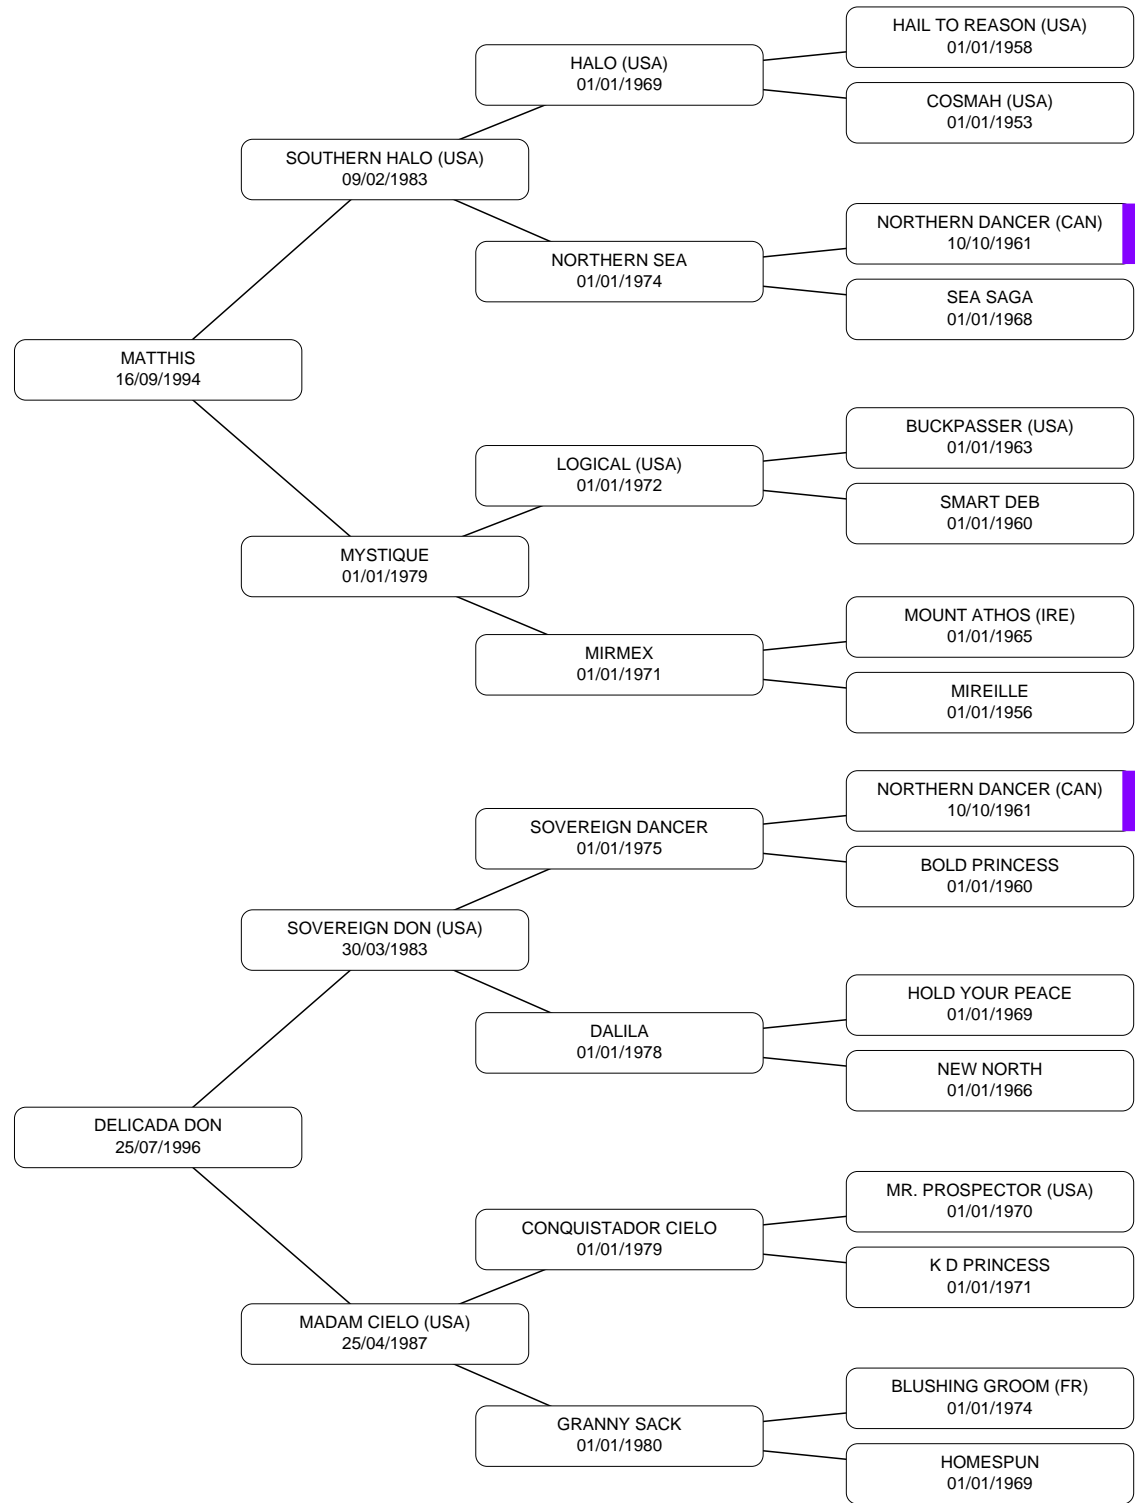 HAIL TO REASON (USA)
01/01/1958
HALO (USA)
01/01/1969
COSMAH (USA)
01/01/1953
SOUTHERN HALO (USA)
09/02/1983
NORTHERN DANCER (CAN)
10/10/1961
NORTHERN SEA
01/01/1974
SEA SAGA
01/01/1968
MATTHIS
16/09/1994
BUCKPASSER (USA)
01/01/1963
LOGICAL (USA)
01/01/1972
SMART DEB
01/01/1960
MYSTIQUE
01/01/1979
MOUNT ATHOS (IRE)
01/01/1965
MIRMEX
01/01/1971
MIREILLE
01/01/1956
NORTHERN DANCER (CAN)
10/10/1961
SOVEREIGN DANCER
01/01/1975
BOLD PRINCESS
01/01/1960
SOVEREIGN DON (USA)
30/03/1983
HOLD YOUR PEACE
01/01/1969
DALILA
01/01/1978
NEW NORTH
01/01/1966
DELICADA DON
25/07/1996
MR. PROSPECTOR (USA)
01/01/1970
CONQUISTADOR CIELO
01/01/1979
K D PRINCESS
01/01/1971
MADAM CIELO (USA)
25/04/1987
BLUSHING GROOM (FR)
01/01/1974
GRANNY SACK
01/01/1980
HOMESPUN
01/01/1969